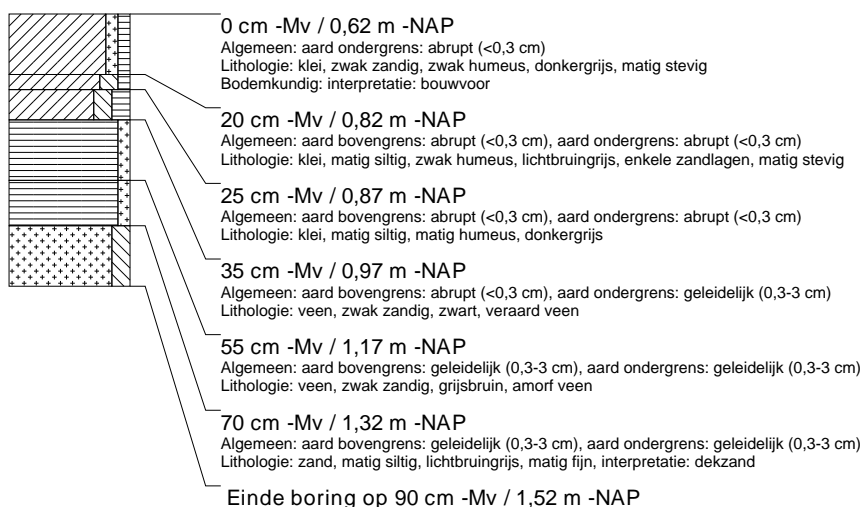 0 cm -Mv / 0,62 m -NAP
Algemeen: aard ondergrens: abrupt (<0,3 cm)
Lithologie: klei, zwak zandig, zwak humeus, donkergrijs, matig stevig
Bodemkundig: interpretatie: bouwvoor
20 cm -Mv / 0,82 m -NAP
Algemeen: aard bovengrens: abrupt (<0,3 cm), aard ondergrens: abrupt (<0,3 cm)
Lithologie: klei, matig siltig, zwak humeus, lichtbruingrijs, enkele zandlagen, matig stevig
25 cm -Mv / 0,87 m -NAP
Algemeen: aard bovengrens: abrupt (<0,3 cm), aard ondergrens: abrupt (<0,3 cm)
Lithologie: klei, matig siltig, matig humeus, donkergrijs
35 cm -Mv / 0,97 m -NAP
Algemeen: aard bovengrens: abrupt (<0,3 cm), aard ondergrens: geleidelijk (0,3-3 cm)
Lithologie: veen, zwak zandig, zwart, veraard veen
55 cm -Mv / 1,17 m -NAP
Algemeen: aard bovengrens: geleidelijk (0,3-3 cm), aard ondergrens: geleidelijk (0,3-3 cm)
Lithologie: veen, zwak zandig, grijsbruin, amorf veen
70 cm -Mv / 1,32 m -NAP
Algemeen: aard bovengrens: geleidelijk (0,3-3 cm), aard ondergrens: geleidelijk (0,3-3 cm)
Lithologie: zand, matig siltig, lichtbruingrijs, matig fijn, interpretatie: dekzand
Einde boring op 90 cm -Mv / 1,52 m -NAP